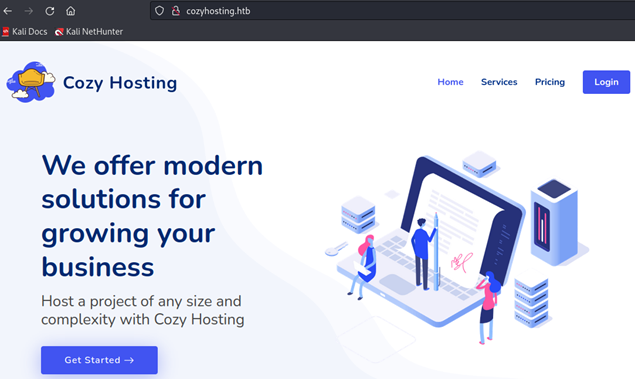 cozyhosting.htb
Kali Docs Kali NetHunter
Cozy Hosting
Home Services Pricing Login
We offer modern
solutions for
growing your
business
Host a project of any size and
complexity with Cozy Hosting
Get Started →